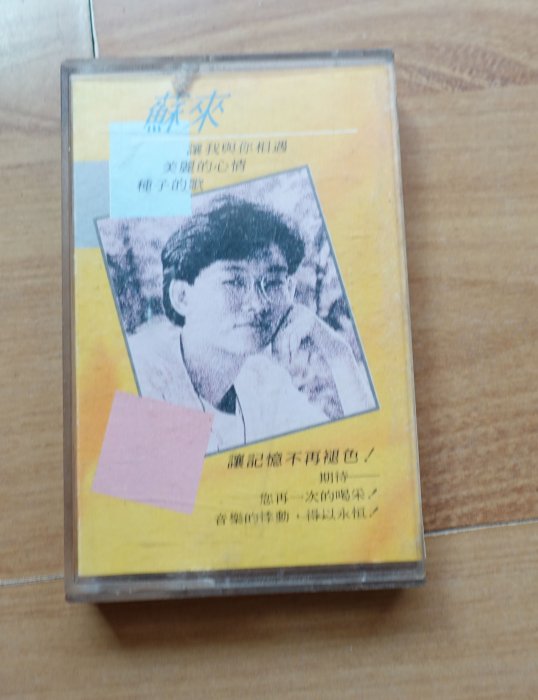 蘇來
讓我與你相遇
美麗的心情
種子的歌
讓記憶不再褪色！
期待——
您再一次的喝采！
音樂的悸動，得以永恒！